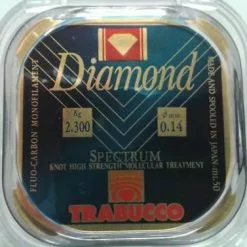 Diamond
Kg
2.300
Ø mm
0.14
SPECTRUM
KNOT HIGH STRENGTH MOLECULAR TREATMENT
TRABUCCO
FLUO-CARBON MONOFILAMENT
MADE AND SPOOLED IN JAPAN